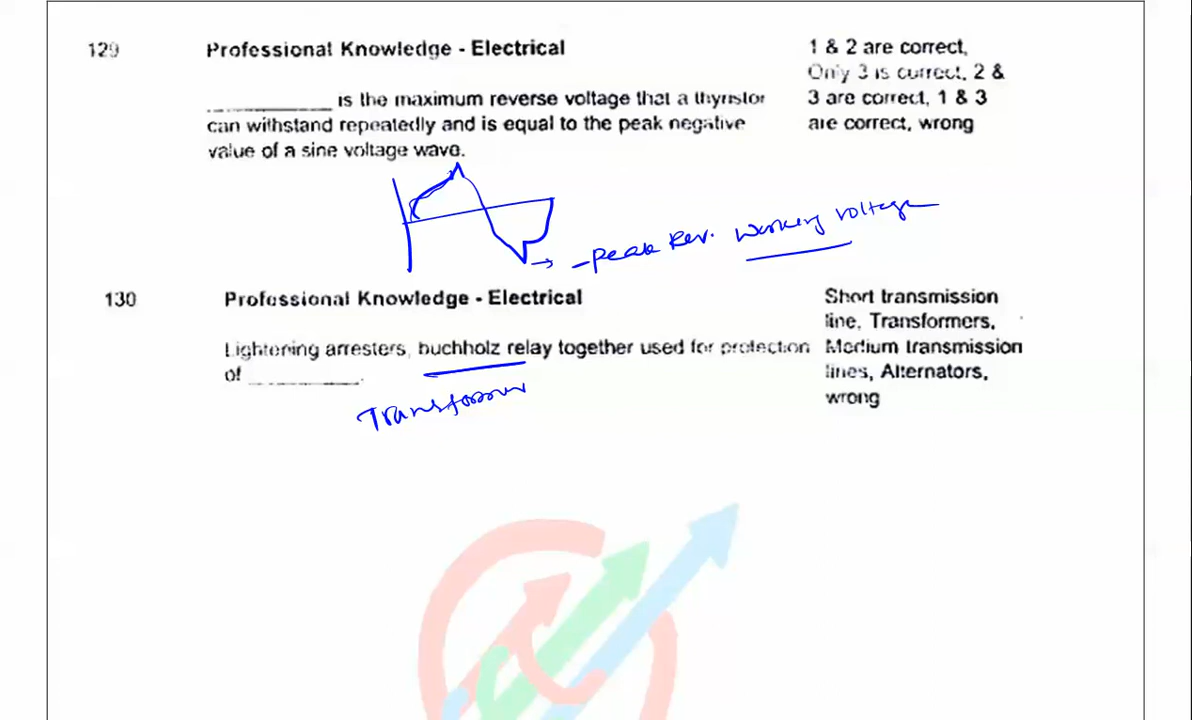 129 Professional Knowledge - Electrical 1 & 2 are correct,
Only 3 is correct, 2 &
____________ is the maximum reverse voltage that a thyristor 3 are correct, 1 & 3
can withstand repeatedly and is equal to the peak negative are correct, wrong
value of a sine voltage wave.
-Peak Rev. Working voltage
130 Professional Knowledge - Electrical Short transmission
line, Transformers,
Lightening arresters, buchholz relay together used for protection Medium transmission
of ___________. lines, Alternators,
Transformer wrong